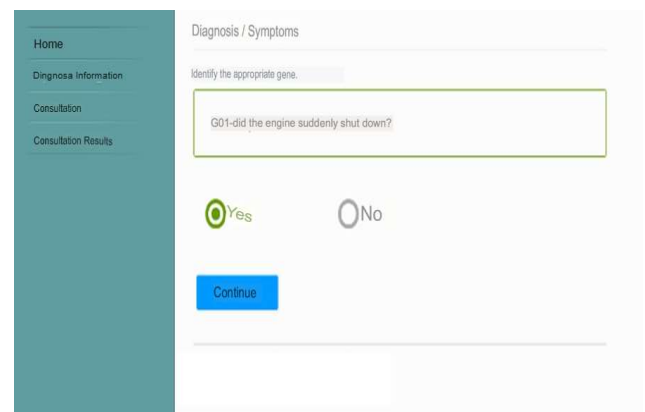 Home
Dingnosa Information
Consultation
Consultation Results
Diagnosis / Symptoms
Identify the appropriate gene.
G01-did the engine suddenly shut down?
Yes
No
Continue